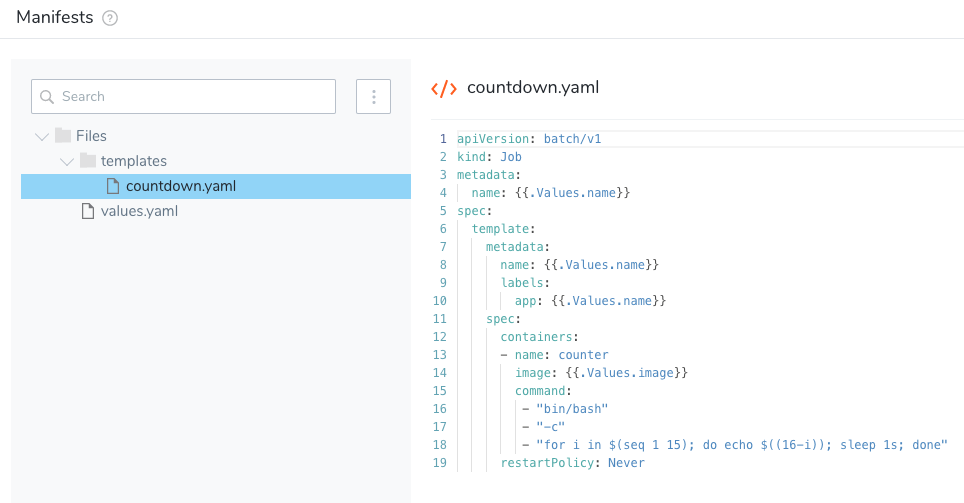 Manifests ?
Search
Files
templates
countdown.yaml
values.yaml
</> countdown.yaml
1 apiVersion: batch/v1
2 kind: Job
3 metadata:
4   name: {{.Values.name}}
5 spec:
6   template:
7     metadata:
8       name: {{.Values.name}}
9       labels:
10         app: {{.Values.name}}
11     spec:
12       containers:
13       - name: counter
14         image: {{.Values.image}}
15         command:
16          - "bin/bash"
17          - "-c"
18          - "for i in $(seq 1 15); do echo $((16-i)); sleep 1s; done"
19       restartPolicy: Never